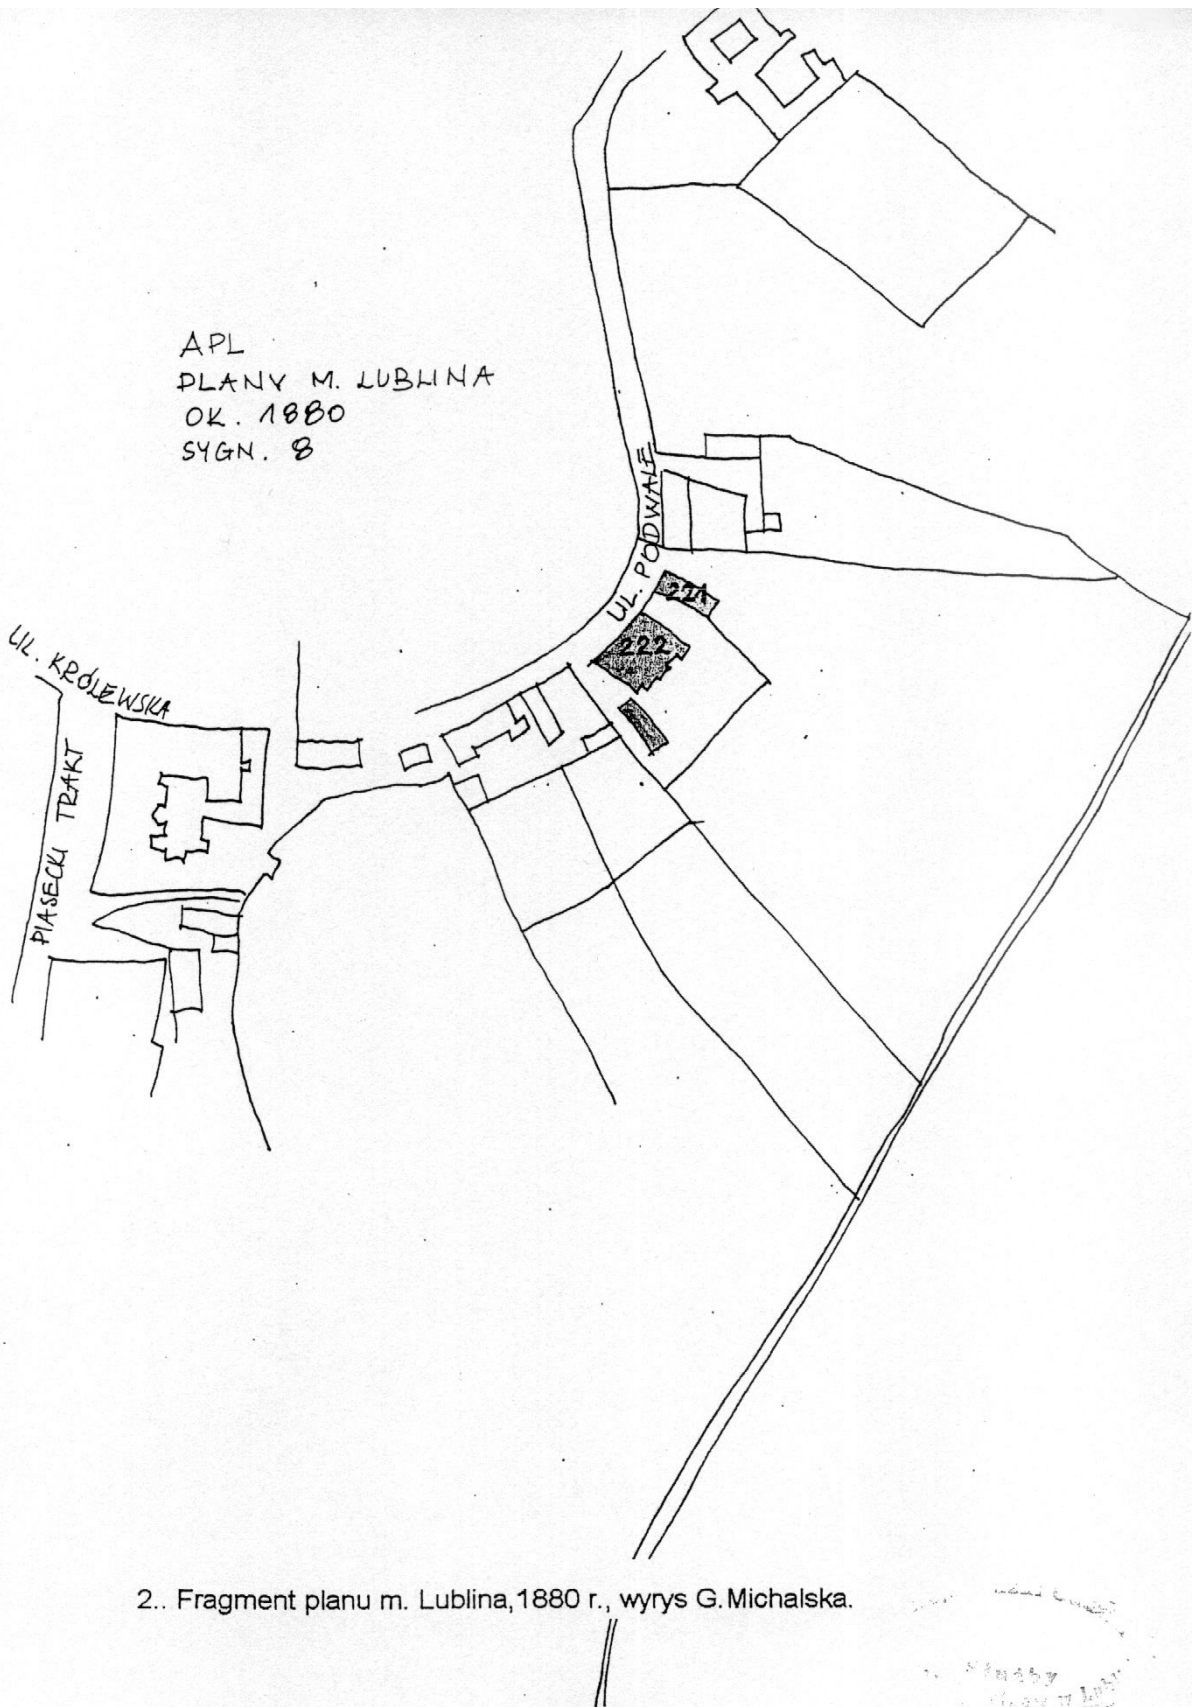 APL
PLANY M. LUBLINA
OK. 1880
SYGN. 8
UL. PODWALE
221
222
UL. KRÓLEWSKA
PIASECKI TRAKT
2.. Fragment planu m. Lublina, 1880 r., wyrys G. Michalska.